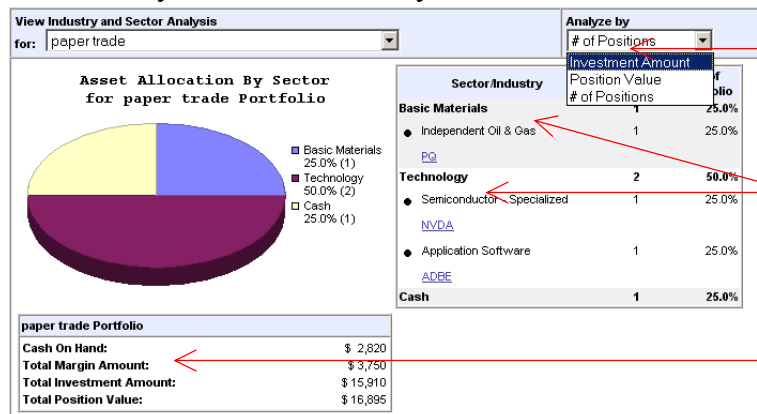 View Industry and Sector Analysis
for: paper trade
Analyze by
# of Positions
Investment Amount
Position Value
# of Positions
Asset Allocation By Sector
for paper trade Portfolio
Basic Materials
25.0% (1)
Technology
50.0% (2)
Cash
25.0% (1)
Sector/Industry
Basic Materials 1 25.0%
Independent Oil & Gas 1 25.0%
PQ
Technology 2 50.0%
Semiconductor - Specialized 1 25.0%
NVDA
Application Software 1 25.0%
ADBE
Cash 1 25.0%
paper trade Portfolio
Cash On Hand: $ 2,820
Total Margin Amount: $ 3,750
Total Investment Amount: $ 15,910
Total Position Value: $ 16,895